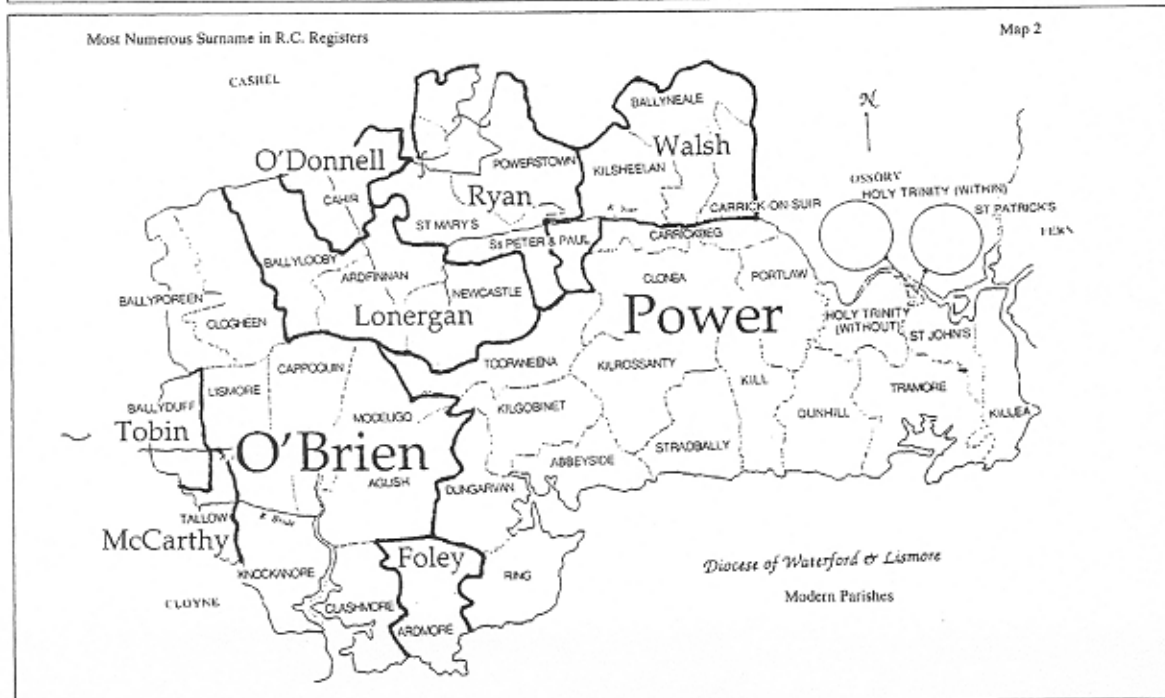 Most Numerous Surname in R.C. Registers
Map 2
CASHEL
N
BALLYNEALE
O'Donnell
Walsh
POWERSTOWN
KILSHEELAN
OSSORY
HOLY TRINITY (WITHIN)
CAHIR
Ryan
ST PATRICK'S
R Suir
CARRICK-ON-SUIR
ST MARY'S
FERN
CARRICKBEG
SS PETER & PAUL
BALLYLOOBY
ARDFINNAN
CLONEA
PORTLAW
NEWCASTLE
BALLYPOREEN
Power
Lonergan
HOLY TRINITY
(WITHOUT)
CLOGHEEN
ST JOHN'S
TOORANEENA
KILROSSANTY
CAPPOQUIN
KILL
TRAMORE
LISMORE
BALLYDUFF
KILGOBINET
MODELIGO
DUNHILL
KILLEA
Tobin
STRADBALLY
O'Brien
ABBEYSIDE
AGLISH
DUNGARVAN
TALLOW
R Bride
McCarthy
Foley
Diocese of Waterford & Lismore
KNOCKANORE
RING
Modern Parishes
CLOYNE
CLASHMORE
ARDMORE